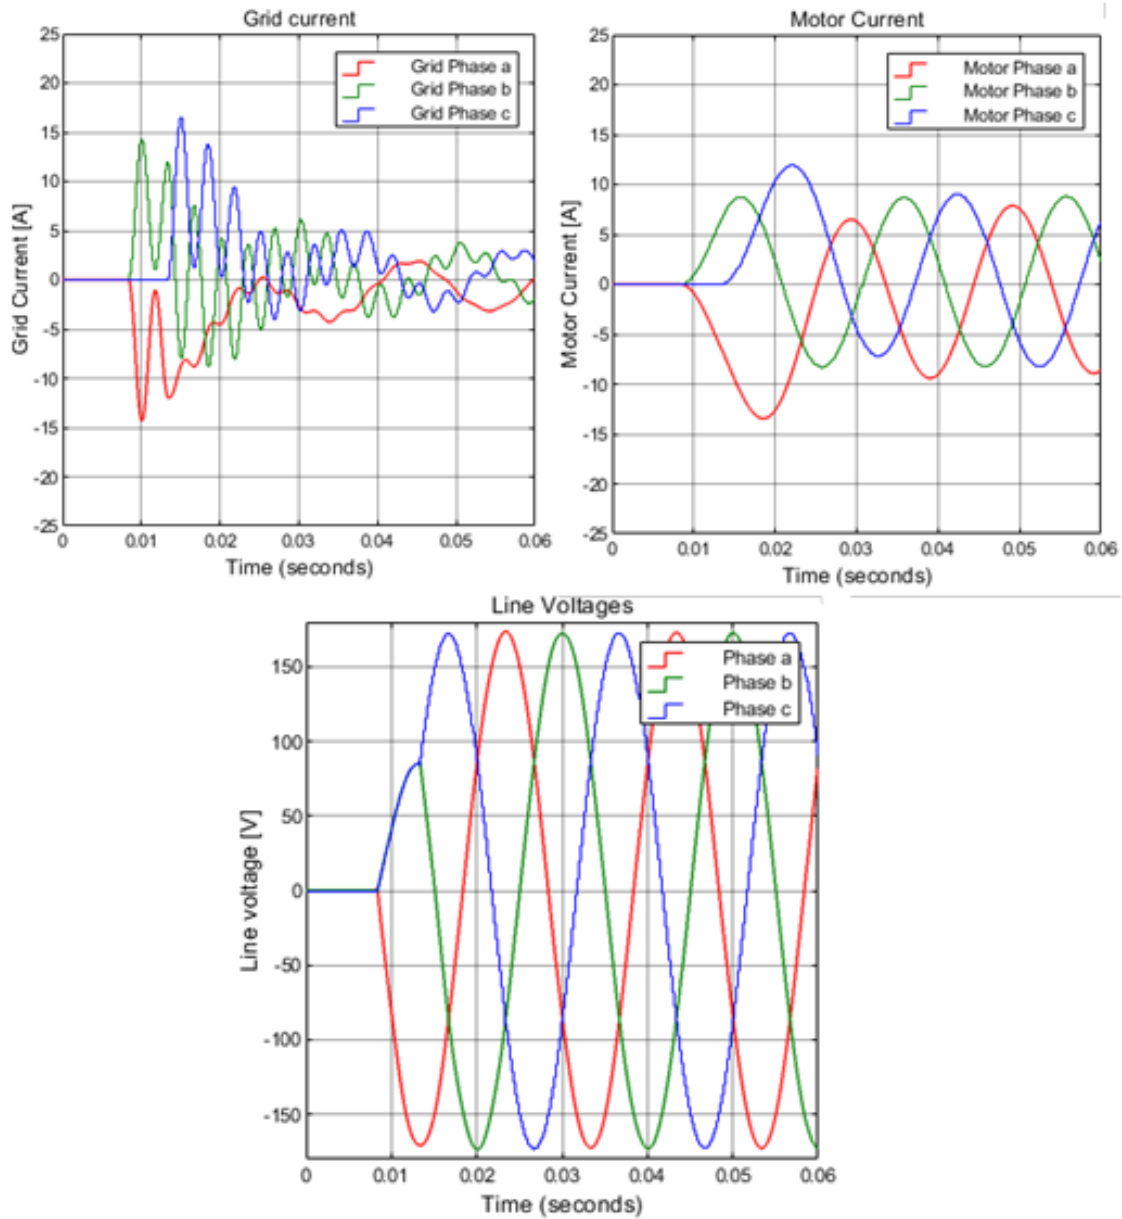 Grid current
25
20
15
10
5
0
-5
-10
-15
-20
-25
Grid Current [A]
Grid Phase a
Grid Phase b
Grid Phase c
0 0.01 0.02 0.03 0.04 0.05 0.06
Time (seconds)
Motor Current
25
20
15
10
5
0
-5
-10
-15
-20
-25
Motor Current [A]
Motor Phase a
Motor Phase b
Motor Phase c
0 0.01 0.02 0.03 0.04 0.05 0.06
Time (seconds)
Line Voltages
150
100
50
0
-50
-100
-150
Line voltage [V]
Phase a
Phase b
Phase c
0 0.01 0.02 0.03 0.04 0.05 0.06
Time (seconds)